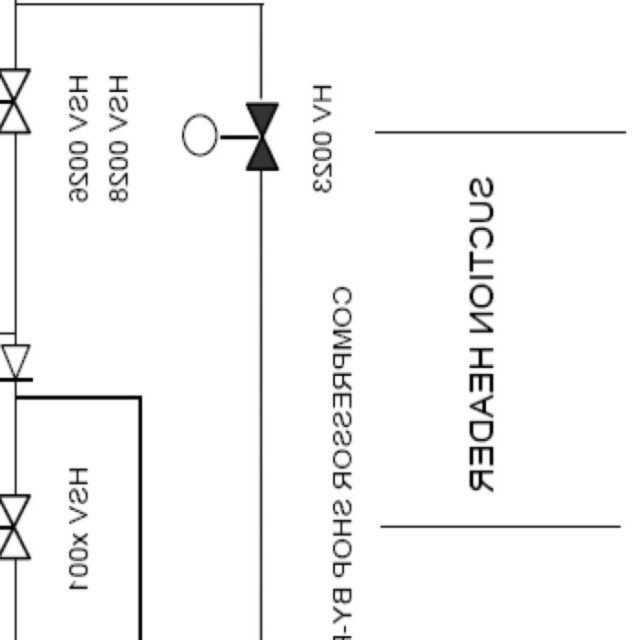 HSV 0026
HSV 0028
HV 0023
SUCTION HEADER
COMPRESSOR SHOP BY-
HSV X001